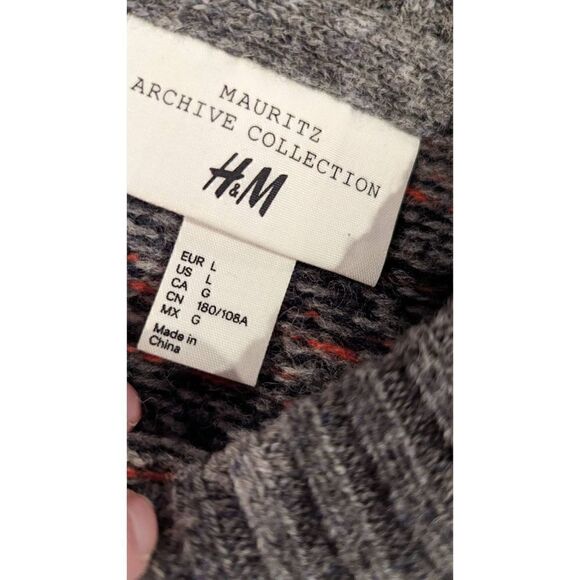 MAURITZ
ARCHIVE COLLECTION
H&M
EUR L
US L
CA G
CN 180/108A
MX G
Made in
China